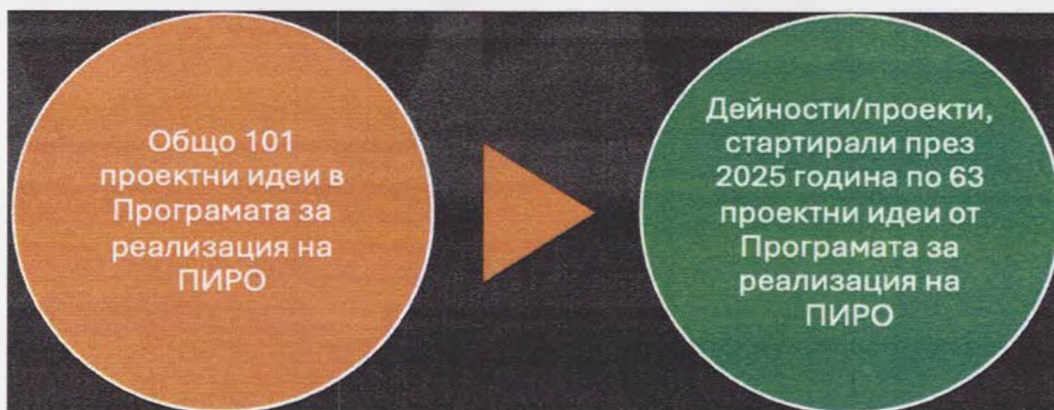 Общо 101
проектни идеи в
Програмата за
реализация на
ПИРО
Дейности/проекти,
стартирали през
2025 година по 63
проектни идеи от
Програмата за
реализация на
ПИРО